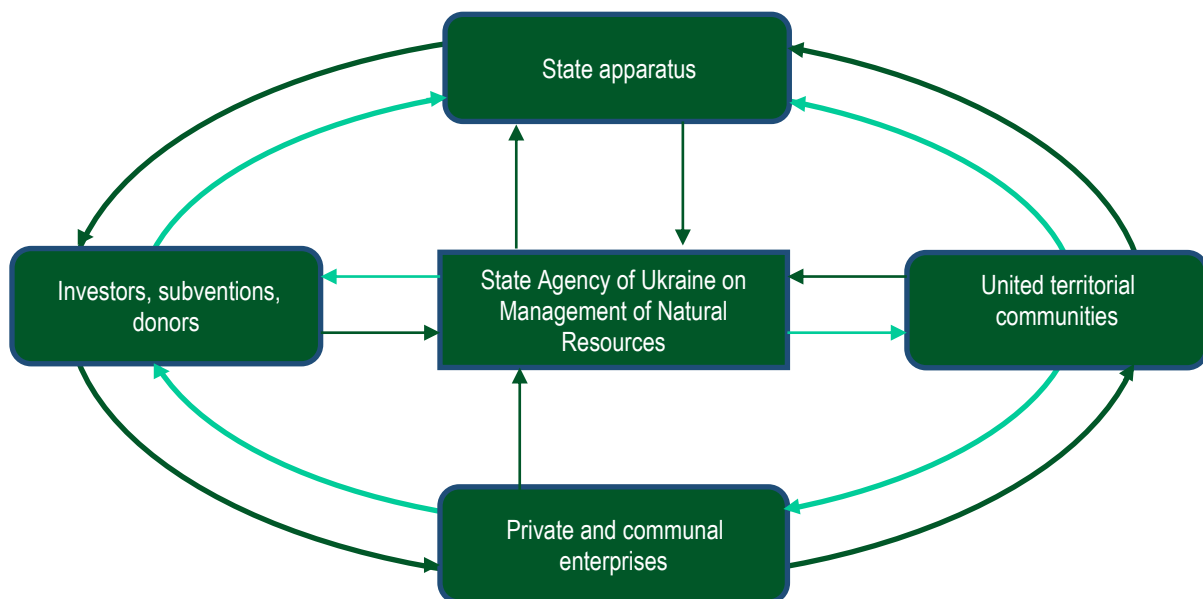 State apparatus
Investors, subventions,
donors
State Agency of Ukraine on
Management of Natural
Resources
United territorial
communities
Private and communal
enterprises